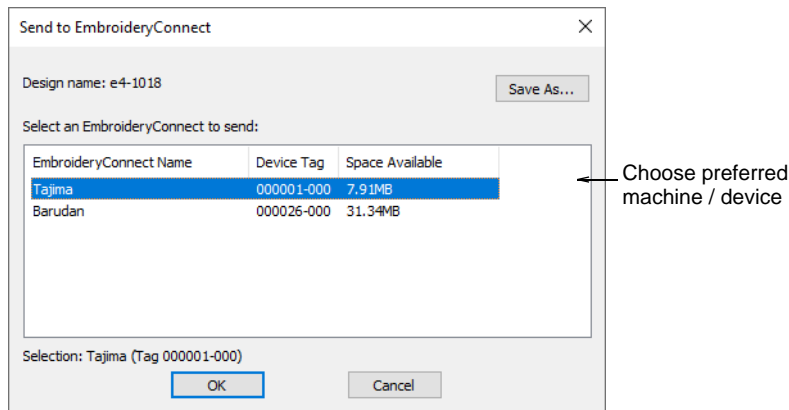 Send to EmbroideryConnect
Design name: e4-1018
Save As...
Select an EmbroideryConnect to send:
EmbroideryConnect Name Device Tag Space Available
Tajima 000001-000 7.91MB
Barudan 000026-000 31.34MB
Choose preferred
machine / device
Selection: Tajima (Tag 000001-000)
OK Cancel